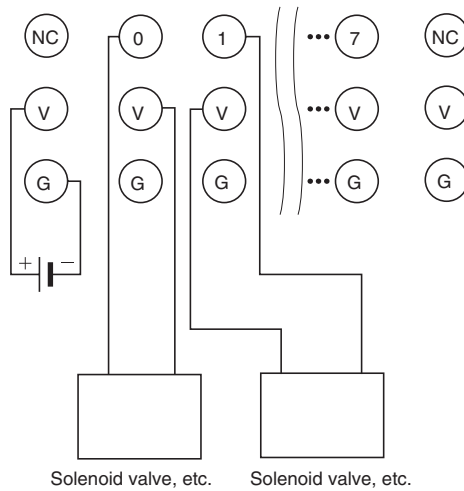 NC 0 1 ••• 7 NC
V V V ••• V V
G G G ••• G G
+ −
Solenoid valve, etc. Solenoid valve, etc.